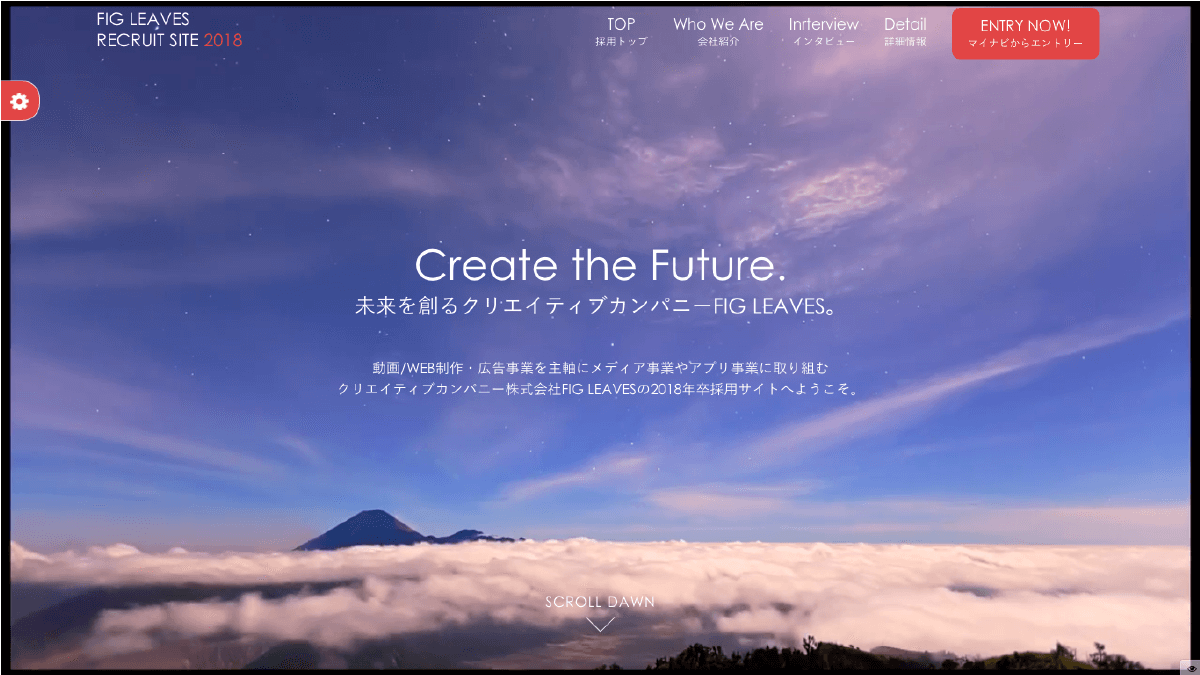 FIG LEAVES
RECRUIT SITE 2018
TOP
採用トップ
Who We Are
会社紹介
Inrterview
インタビュー
Detail
詳細情報
ENTRY NOW!
マイナビからエントリー
Create the Future.
未来を創るクリエイティブカンパニーFIG LEAVES。
動画/WEB制作・広告事業を主軸にメディア事業やアプリ事業に取り組む
クリエイティブカンパニー株式会社FIG LEAVESの2018年卒採用サイトへようこそ。
SCROLL DAWN